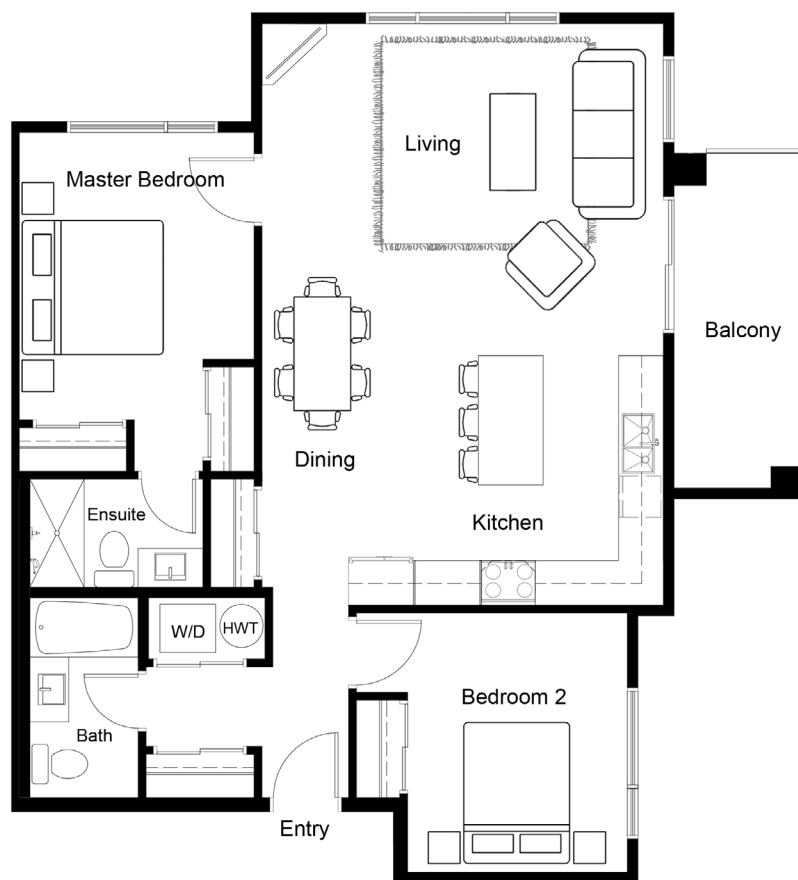 Living
Master Bedroom
Balcony
Dining
Ensuite
Kitchen
W/D
HWT
Bedroom 2
Bath
Entry